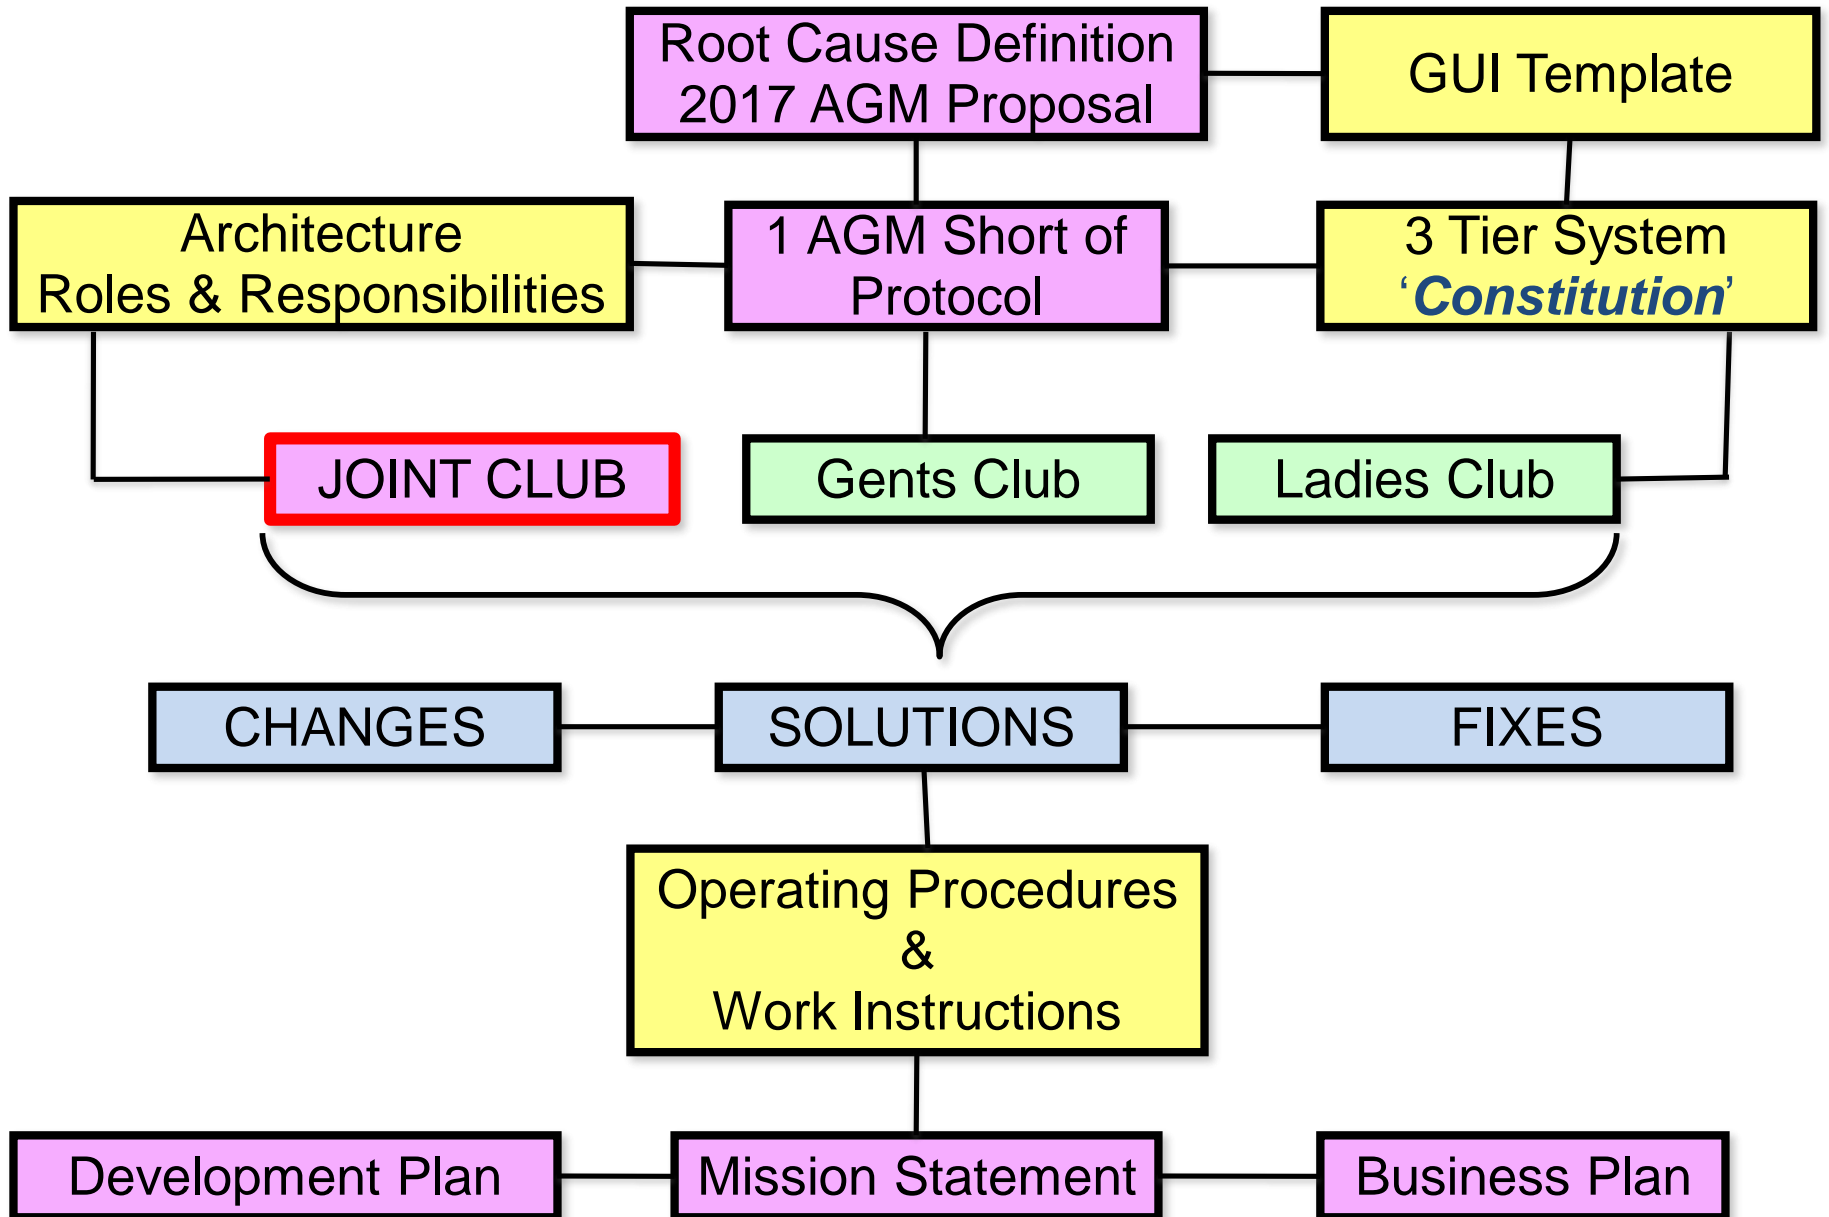 Root Cause Definition
2017 AGM Proposal
GUI Template
Architecture
Roles & Responsibilities
1 AGM Short of
Protocol
3 Tier System
‘Constitution’
JOINT CLUB
Gents Club
Ladies Club
CHANGES
SOLUTIONS
FIXES
Operating Procedures
&
Work Instructions
Development Plan
Mission Statement
Business Plan